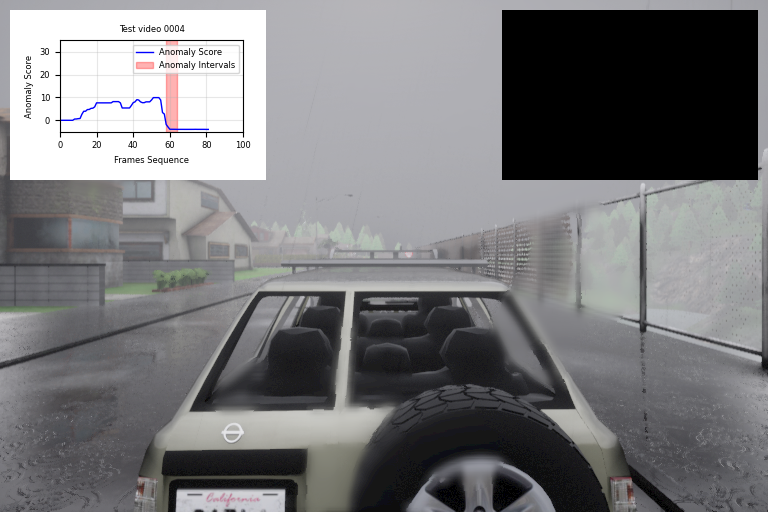 Test video 0004
Anomaly Score
30
20
10
0
Anomaly Score
Anomaly Intervals
0 20 40 60 80 100
Frames Sequence
California